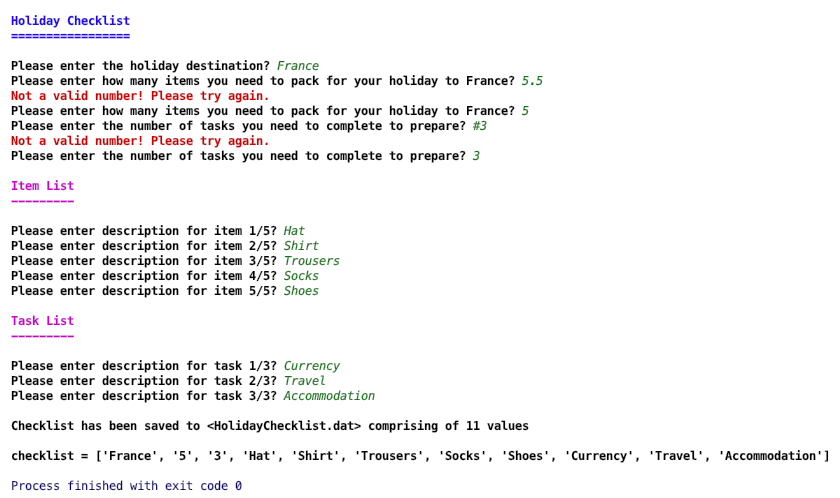 Holiday Checklist
=================
Please enter the holiday destination? France
Please enter how many items you need to pack for your holiday to France? 5.5
Not a valid number! Please try again.
Please enter how many items you need to pack for your holiday to France? 5
Please enter the number of tasks you need to complete to prepare? #3
Not a valid number! Please try again.
Please enter the number of tasks you need to complete to prepare? 3
Item List
---------
Please enter description for item 1/5? Hat
Please enter description for item 2/5? Shirt
Please enter description for item 3/5? Trousers
Please enter description for item 4/5? Socks
Please enter description for item 5/5? Shoes
Task List
---------
Please enter description for task 1/3? Currency
Please enter description for task 2/3? Travel
Please enter description for task 3/3? Accommodation
Checklist has been saved to <HolidayChecklist.dat> comprising of 11 values
checklist = ['France', '5', '3', 'Hat', 'Shirt', 'Trousers', 'Socks', 'Shoes', 'Currency', 'Travel', 'Accommodation']
Process finished with exit code 0